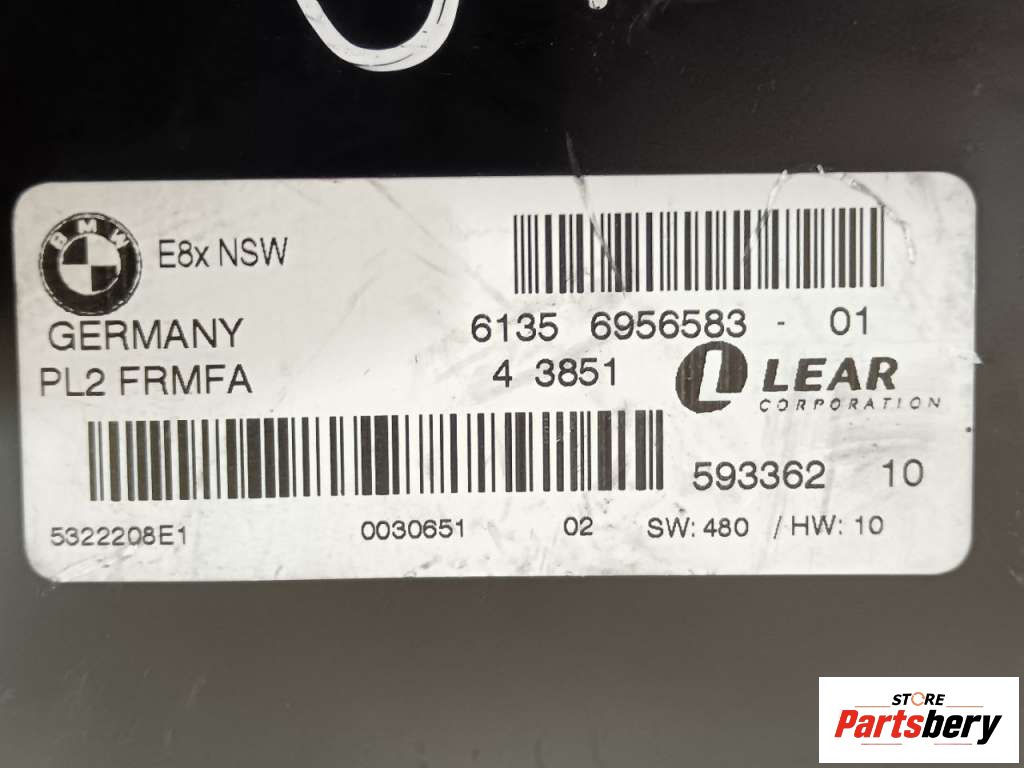 BMW
E8x NSW
GERMANY
PL2 FRMFA
6135 6956583 - 01
4 3851
LEAR
CORPORATION
593362 10
5322208E1 0030651 02 SW: 480 / HW: 10
STORE
Partsbery